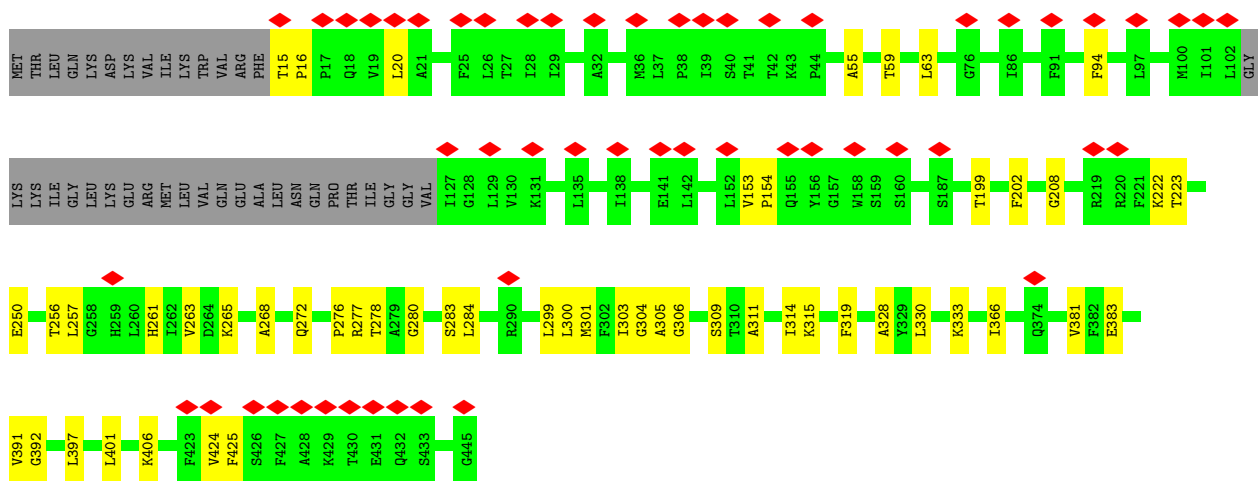 MET THR LEU GLN LYS ASP LYS VAL ILE LYS TRP VAL ARG PHE T15 P16 P17 Q18 V19 L20 A21 F25 L26 T27 I28 I29 A32 M36 L37 P38 I39 S40 T41 T42 K43 P44 A55 T59 L63 G76 I86 F91 F94 L97 M100 I101 L102 GLY
LYS LYS ILE GLY LEU LYS GLU ARG MET LEU VAL GLN GLU ALA LEU ASN GLN PRO THR ILE GLY GLY VAL I127 G128 L129 V130 K131 L135 I138 E141 L142 L152 V153 P154 Q155 Y156 G157 W158 S159 S160 S187 T199 F202 G208 R219 R220 F221 K222 T223
E250 T256 L257 G258 H259 L260 H261 I262 V263 D264 K265 A268 Q272 P276 R277 T278 A279 G280 S283 L284 R290 L299 L300 M301 F302 I303 G304 A305 G306 S309 T310 A311 I314 K315 F319 A328 Y329 L330 K333 I366 Q374 V381 F382 E383
V391 G392 L397 L401 K406 F423 V424 F425 S426 F427 A428 K429 T430 E431 Q432 S433 G445